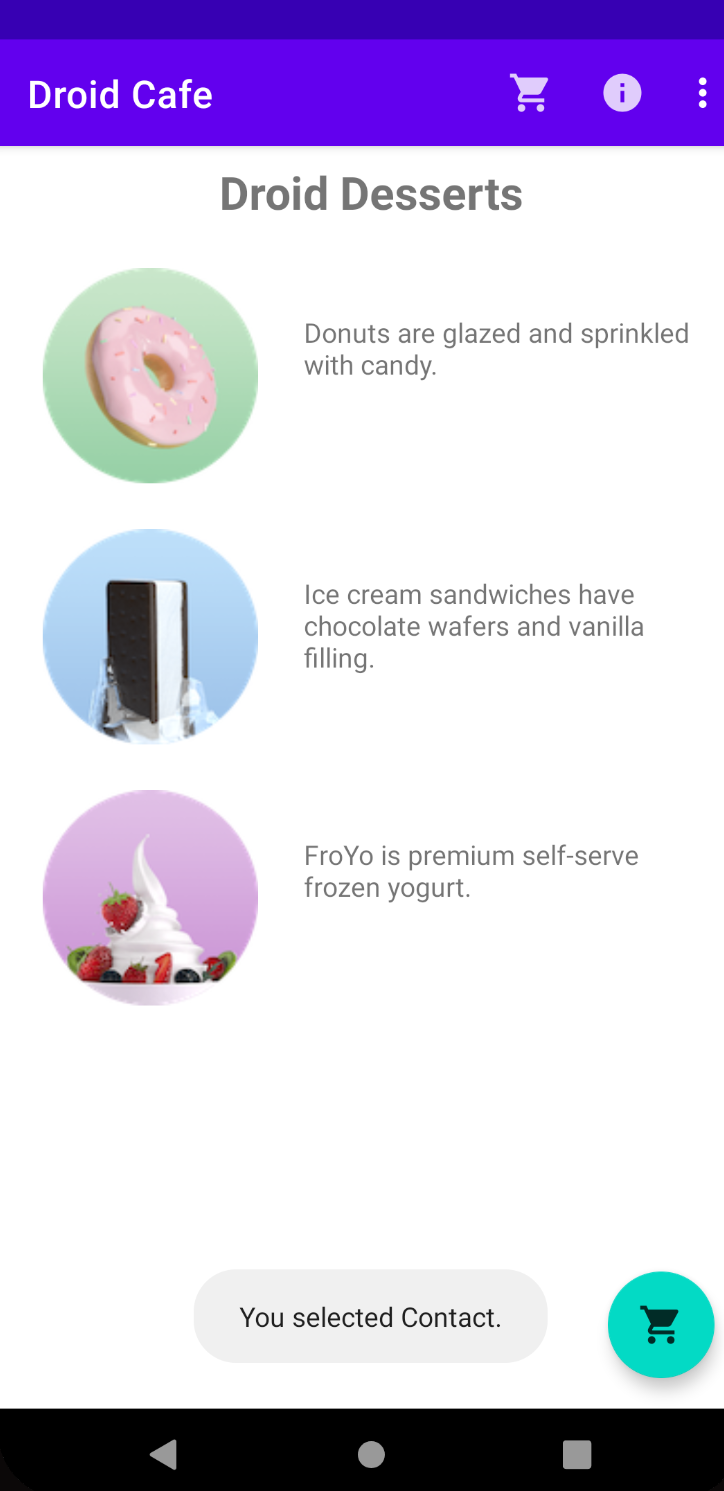 Droid Cafe
Droid Desserts
Donuts are glazed and sprinkled
with candy.
Ice cream sandwiches have
chocolate wafers and vanilla
filling.
FroYo is premium self-serve
frozen yogurt.
You selected Contact.